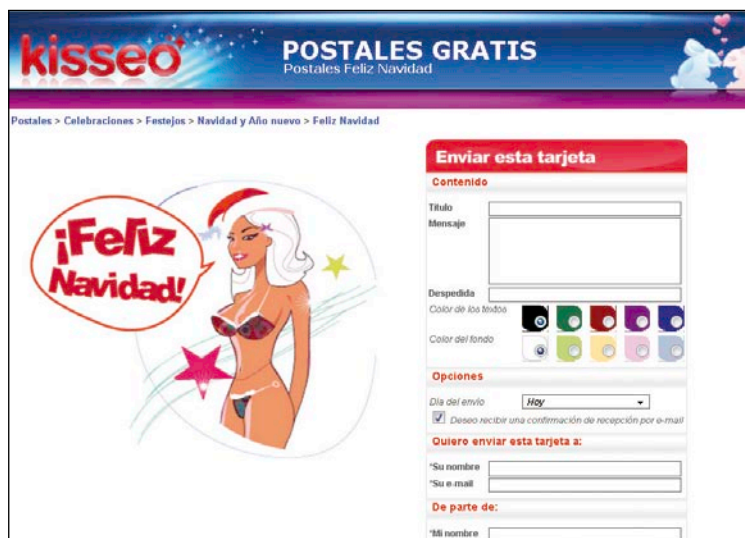 kisseo
POSTALES GRATIS
Postales Feliz Navidad
Postales > Celebraciones > Festejos > Navidad y Año nuevo > Feliz Navidad
¡Feliz
Navidad!
Enviar esta tarjeta
Contenido
Título
Mensaje
Despedida
Color de los textos
Color del fondo
Opciones
Día del envio Hoy
Deseo recibir una confirmación de recepción por e-mail
Quiero enviar esta tarjeta a:
*Su nombre
*Su e-mail
De parte de:
*Mi nombre